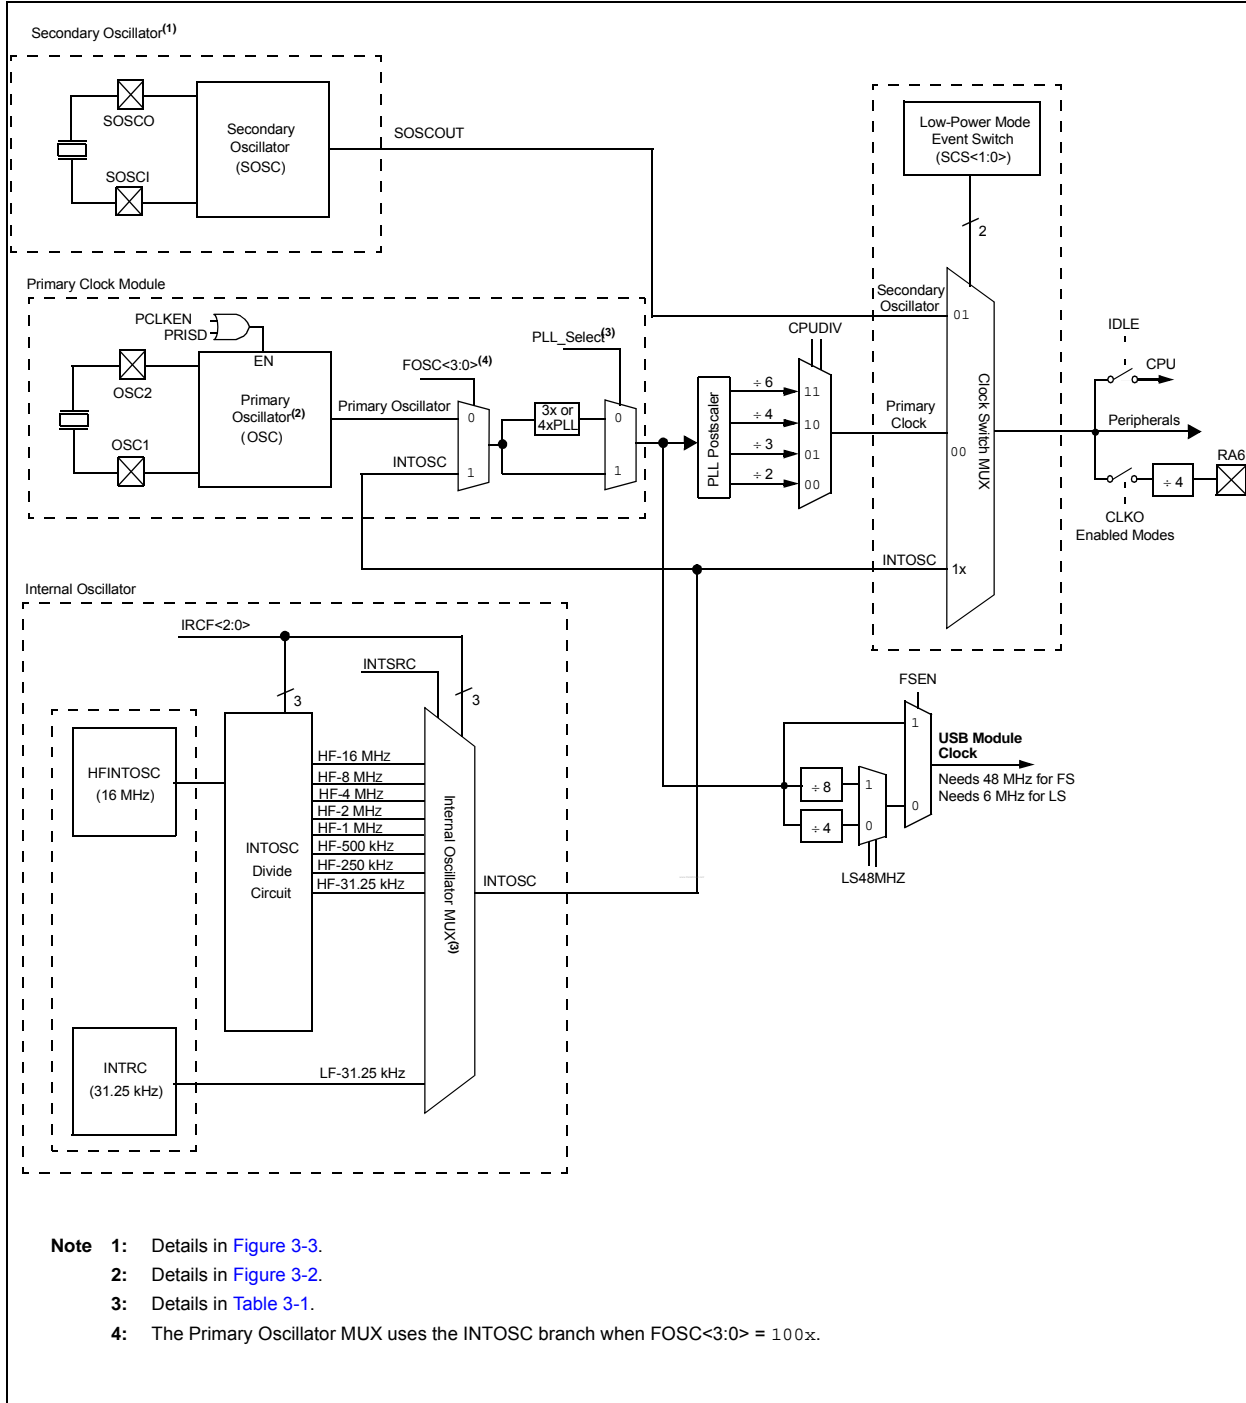 Secondary Oscillator(1)
SOSCO
SOSCI
Secondary
Oscillator
(SOSC)
SOSCOUT
Low-Power Mode
Event Switch
(SCS<1:0>)
2
Primary Clock Module
PCLKEN
PRISD
EN
OSC2
OSC1
Primary
Oscillator(2)
(OSC)
Primary Oscillator
INTOSC
FOSC<3:0>(4)
0
1
PLL_Select(3)
3x or
4xPLL
0
1
PLL Postscaler
÷ 6
÷ 4
÷ 3
÷ 2
CPUDIV
11
10
01
00
Secondary
Oscillator
01
Primary
Clock
00
INTOSC
1x
Clock Switch MUX
IDLE
CPU
Peripherals
RA6
÷ 4
CLKO
Enabled Modes
Internal Oscillator
IRCF<2:0>
INTSRC
3
3
HFINTOSC
(16 MHz)
INTOSC
Divide
Circuit
HF-16 MHz
HF-8 MHz
HF-4 MHz
HF-2 MHz
HF-1 MHz
HF-500 kHz
HF-250 kHz
HF-31.25 kHz
Internal Oscillator MUX(3)
INTOSC
INTRC
(31.25 kHz)
LF-31.25 kHz
FSEN
1
0
USB Module
Clock
Needs 48 MHz for FS
Needs 6 MHz for LS
÷ 8
÷ 4
1
0
LS48MHZ
Note 1: Details in Figure 3-3.
2: Details in Figure 3-2.
3: Details in Table 3-1.
4: The Primary Oscillator MUX uses the INTOSC branch when FOSC<3:0> = 100x.